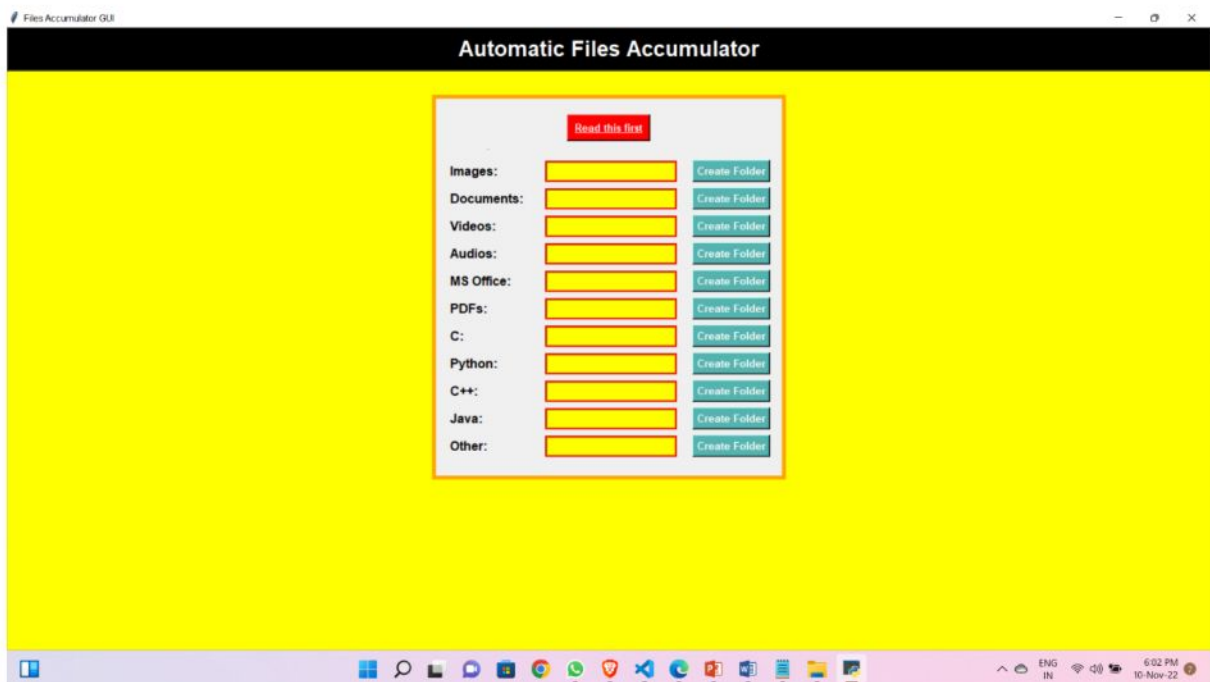 Files Accumulator GUI
Automatic Files Accumulator
Read this first
Images: Create Folder
Documents: Create Folder
Videos: Create Folder
Audios: Create Folder
MS Office: Create Folder
PDFs: Create Folder
C: Create Folder
Python: Create Folder
C++: Create Folder
Java: Create Folder
Other: Create Folder
ENG 6:02 PM
IN 10-Nov-22